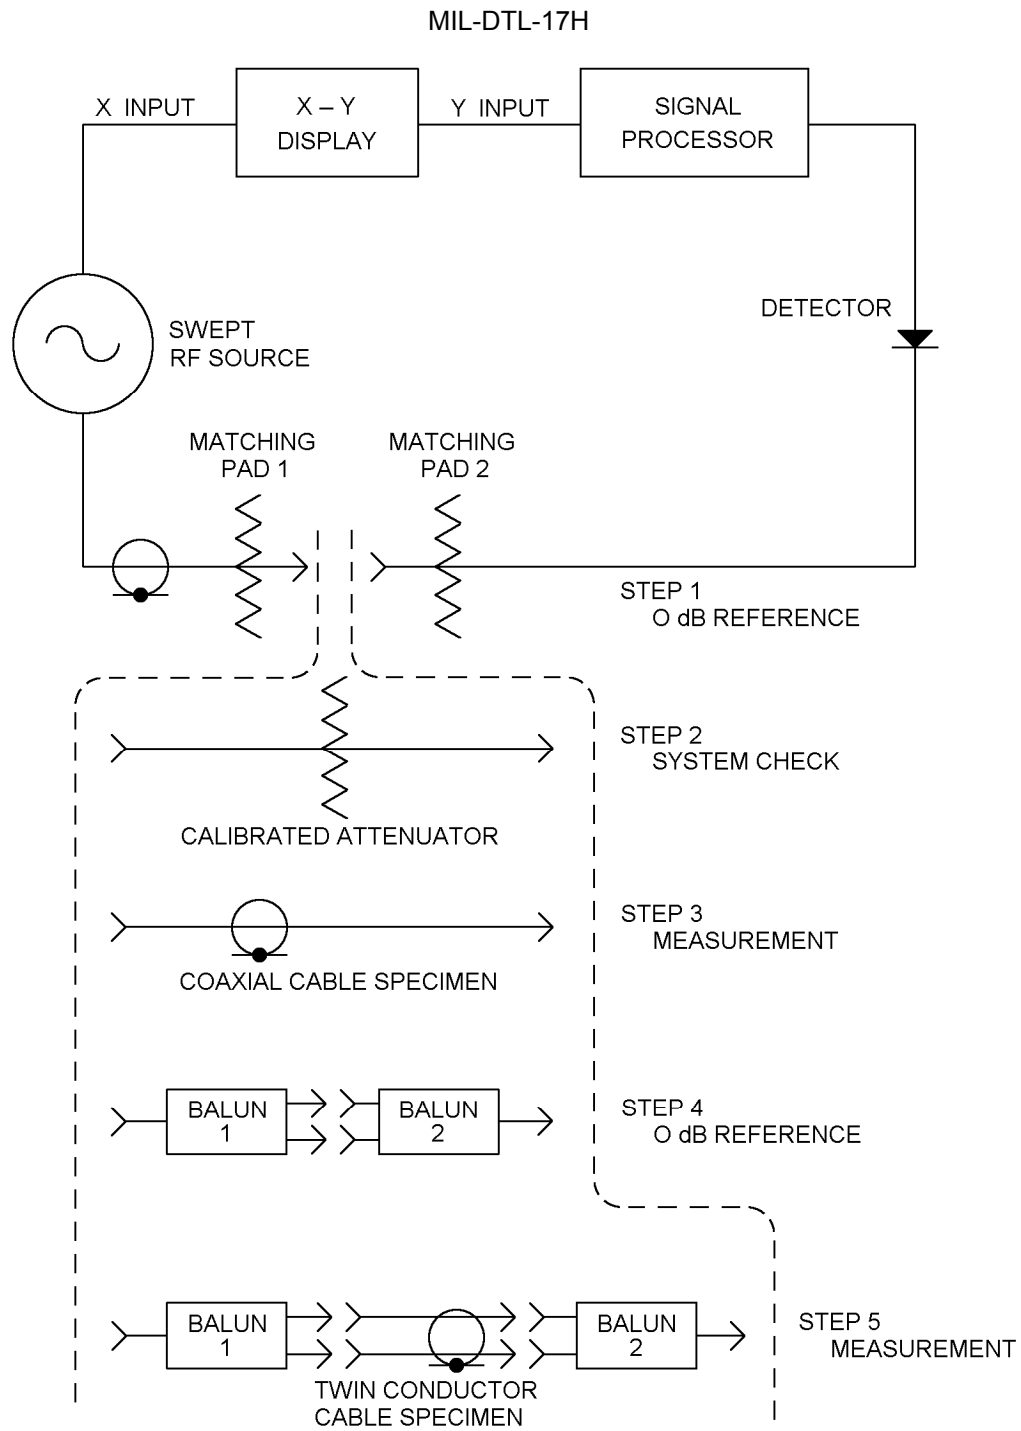 MIL-DTL-17H
X INPUT
X – Y
DISPLAY
Y INPUT
SIGNAL
PROCESSOR
DETECTOR
SWEPT
RF SOURCE
MATCHING
PAD 1
MATCHING
PAD 2
STEP 1
O dB REFERENCE
STEP 2
SYSTEM CHECK
CALIBRATED ATTENUATOR
STEP 3
MEASUREMENT
COAXIAL CABLE SPECIMEN
BALUN
1
BALUN
2
STEP 4
O dB REFERENCE
BALUN
1
BALUN
2
STEP 5
MEASUREMENT
TWIN CONDUCTOR
CABLE SPECIMEN